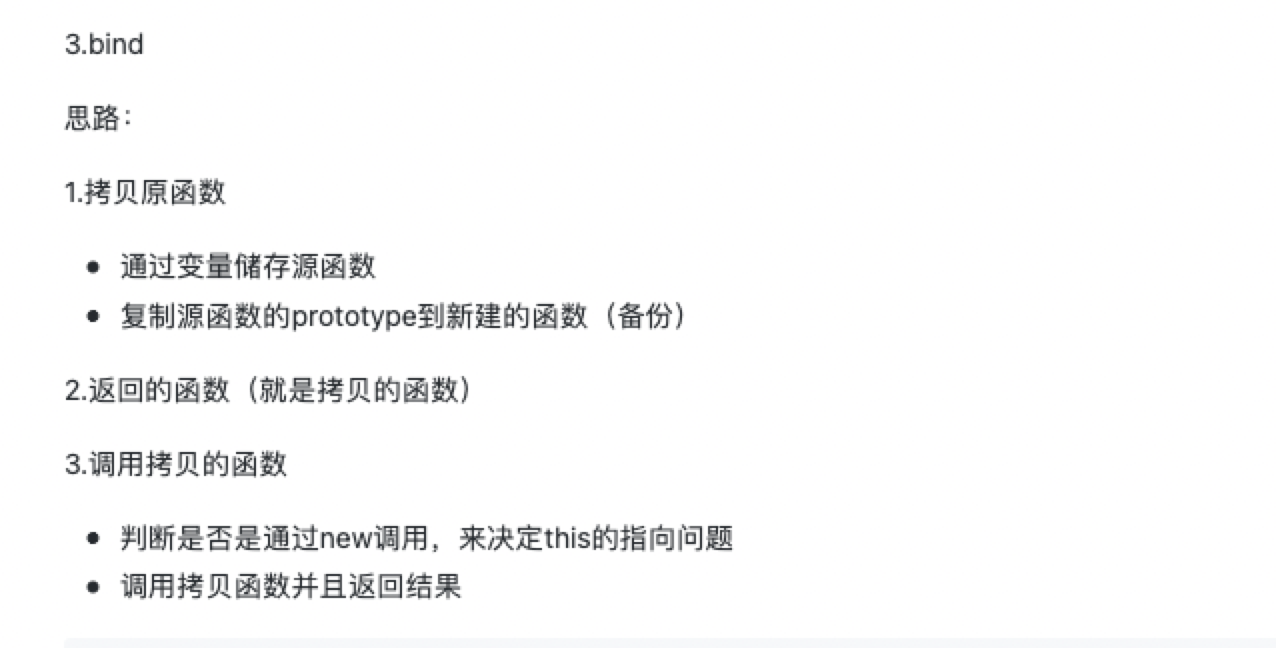 3.bind
思路：
1.拷贝原函数
通过变量储存源函数
复制源函数的prototype到新建的函数（备份）
2.返回的函数（就是拷贝的函数）
3.调用拷贝的函数
判断是否是通过new调用，来决定this的指向问题
调用拷贝函数并且返回结果